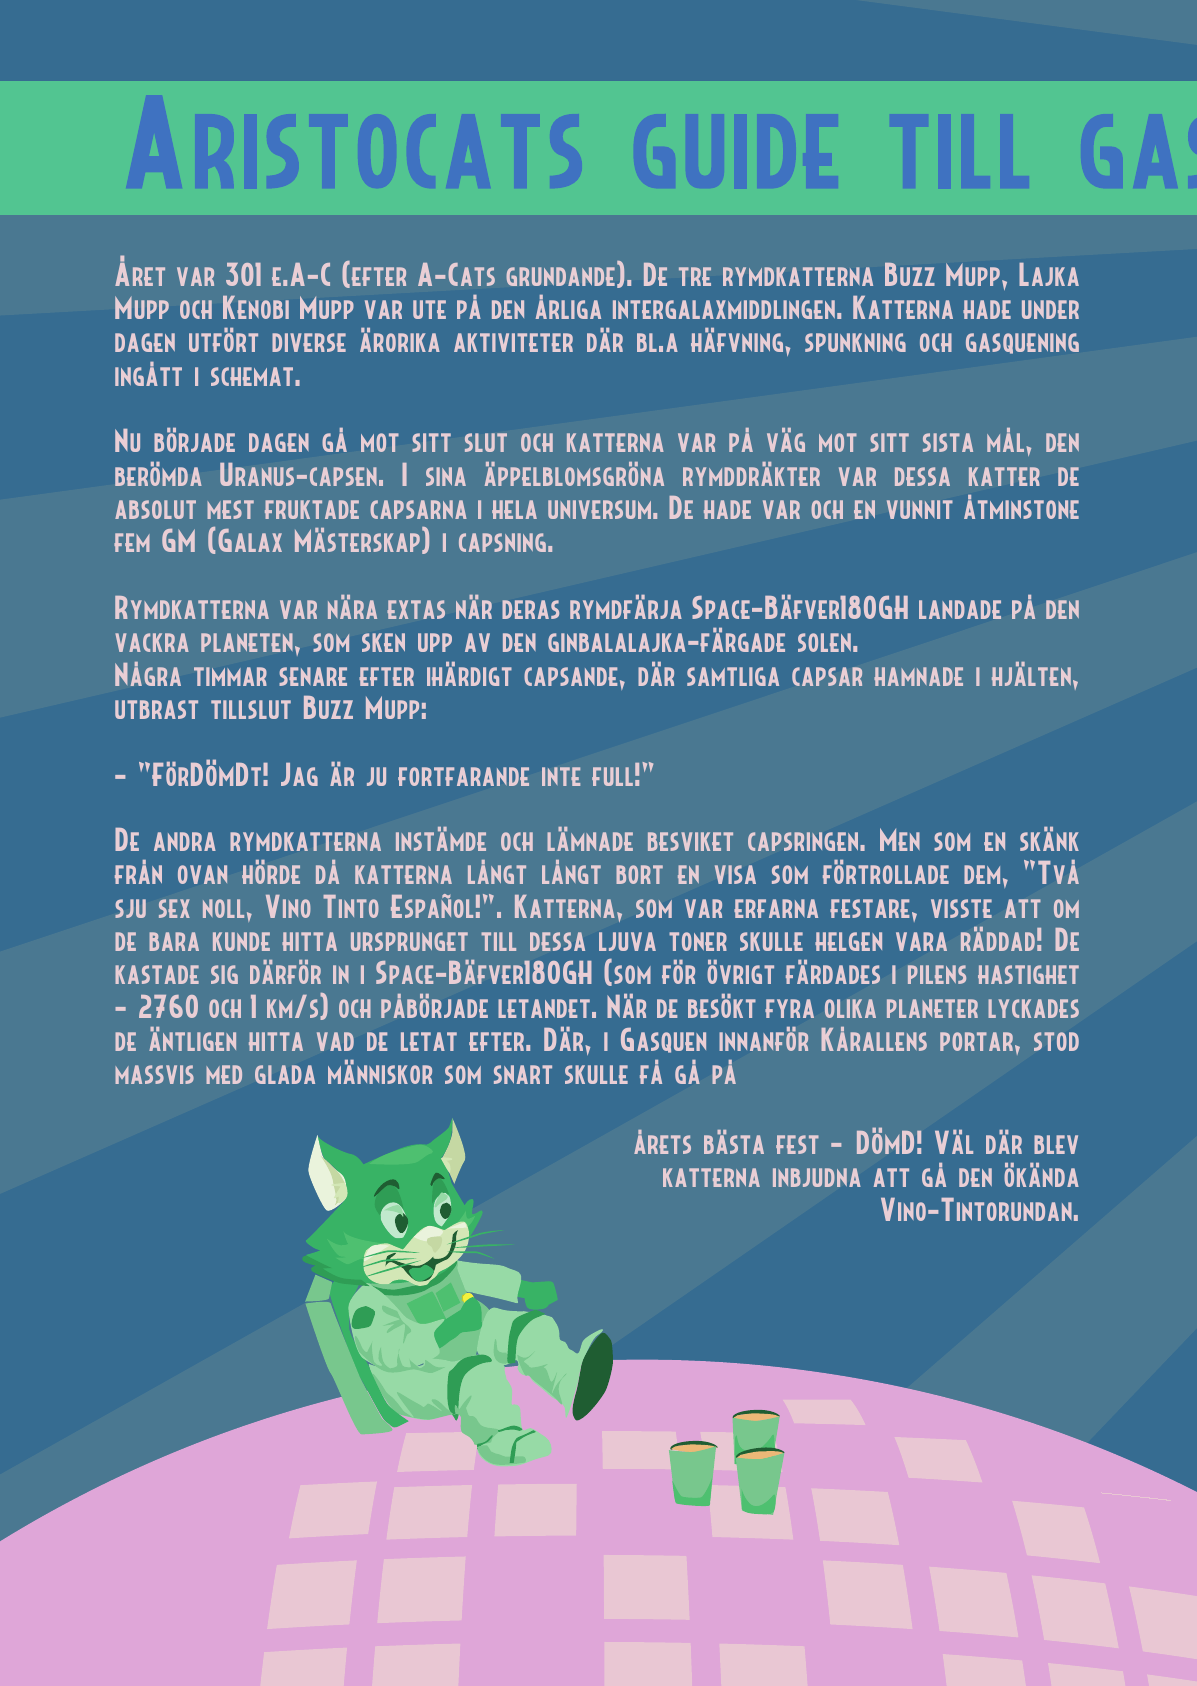 Aristocats guide till gas
Året var 301 e.A-C (efter A-Cats grundande). De tre rymdkatterna Buzz Mupp, Lajka
Mupp och Kenobi Mupp var ute på den årliga intergalaxmiddlingen. Katterna hade under
dagen utfört diverse ärorika aktiviteter där bl.a häfvning, spunkning och gasquening
ingått i schemat.
Nu började dagen gå mot sitt slut och katterna var på väg mot sitt sista mål, den
berömda Uranus-capsen. I sina äppelblomsgröna rymddräkter var dessa katter de
absolut mest fruktade capsarna i hela universum. De hade var och en vunnit åtminstone
fem GM (Galax Mästerskap) i capsning.
Rymdkatterna var nära extas när deras rymdfärja Space-Bäfver180GH landade på den
vackra planeten, som sken upp av den ginbalalajka-färgade solen.
Några timmar senare efter ihärdigt capsande, där samtliga capsar hamnade i hjälten,
utbrast tillslut Buzz Mupp:
- "FörDÖMDt! Jag är ju fortfarande inte full!"
De andra rymdkatterna instämde och lämnade besviket capsringen. Men som en skänk
från ovan hörde då katterna långt långt bort en visa som förtrollade dem, "Två
sju sex noll, Vino Tinto Español!". Katterna, som var erfarna festare, visste att om
de bara kunde hitta ursprunget till dessa ljuva toner skulle helgen vara räddad! De
kastade sig därför in i Space-Bäfver180GH (som för övrigt färdades i pilens hastighet
- 2760 och 1 km/s) och påbörjade letandet. När de besökt fyra olika planeter lyckades
de äntligen hitta vad de letat efter. Där, i Gasquen innanför Kårallens portar, stod
massvis med glada människor som snart skulle få gå på
årets bästa fest - DÖMD! Väl där blev
katterna inbjudna att gå den ökända
Vino-Tintorundan.